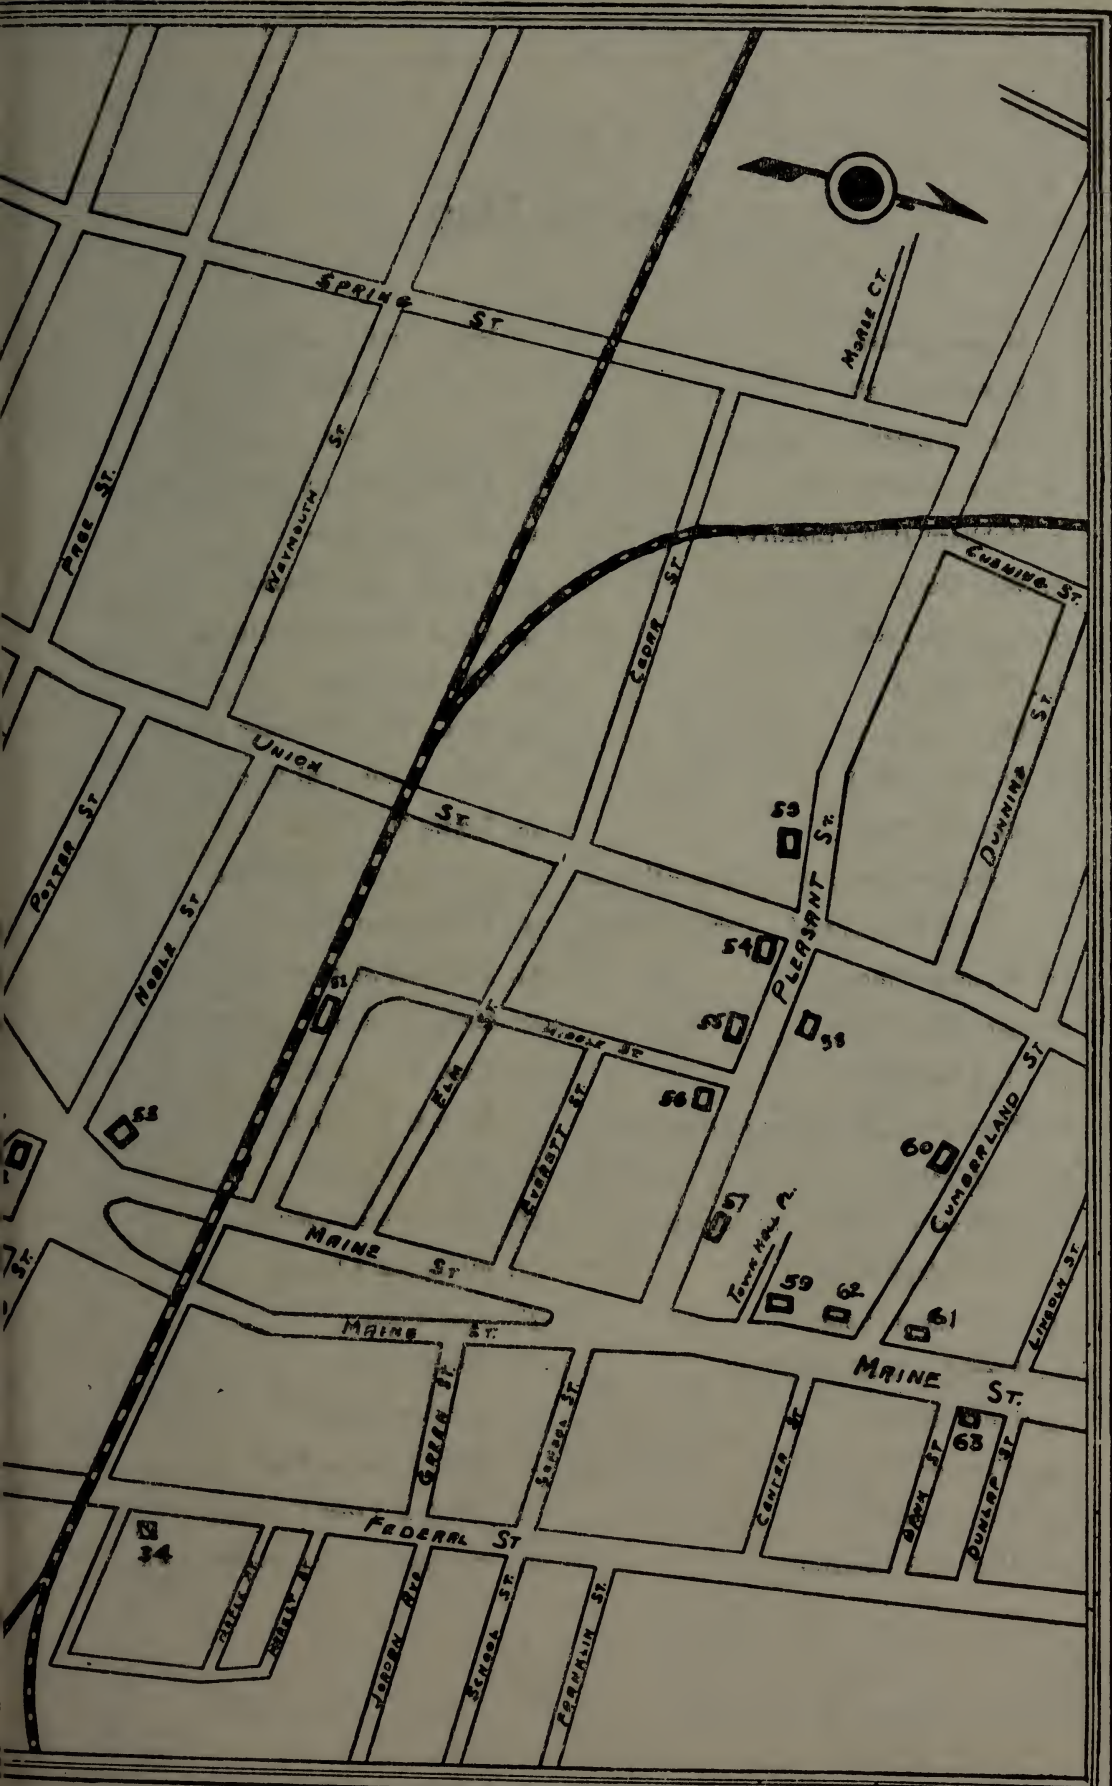 SPRING ST
MORSE CT.
PAGE ST.
WEYMOUTH ST
CEDAR ST
CUSHING ST.
UNION ST
POTTER ST
NOBLE ST
DUNNING ST.
53
PLEASANT ST.
54
55
58
56
57
MIDDLE ST
ELM ST.
EVERETT ST.
60
CUMBERLAND ST
TOWN HALL PL.
59
62
61
LINCOLN ST
MAINE ST
MAINE ST.
MAINE ST.
63
ST.
GREEN ST.
SCHOOL ST.
CENTER ST
BANK ST
DUNLAP ST
FEDERAL ST
34
JORDAN AVE
SCHOOL ST.
FRANKLIN ST.